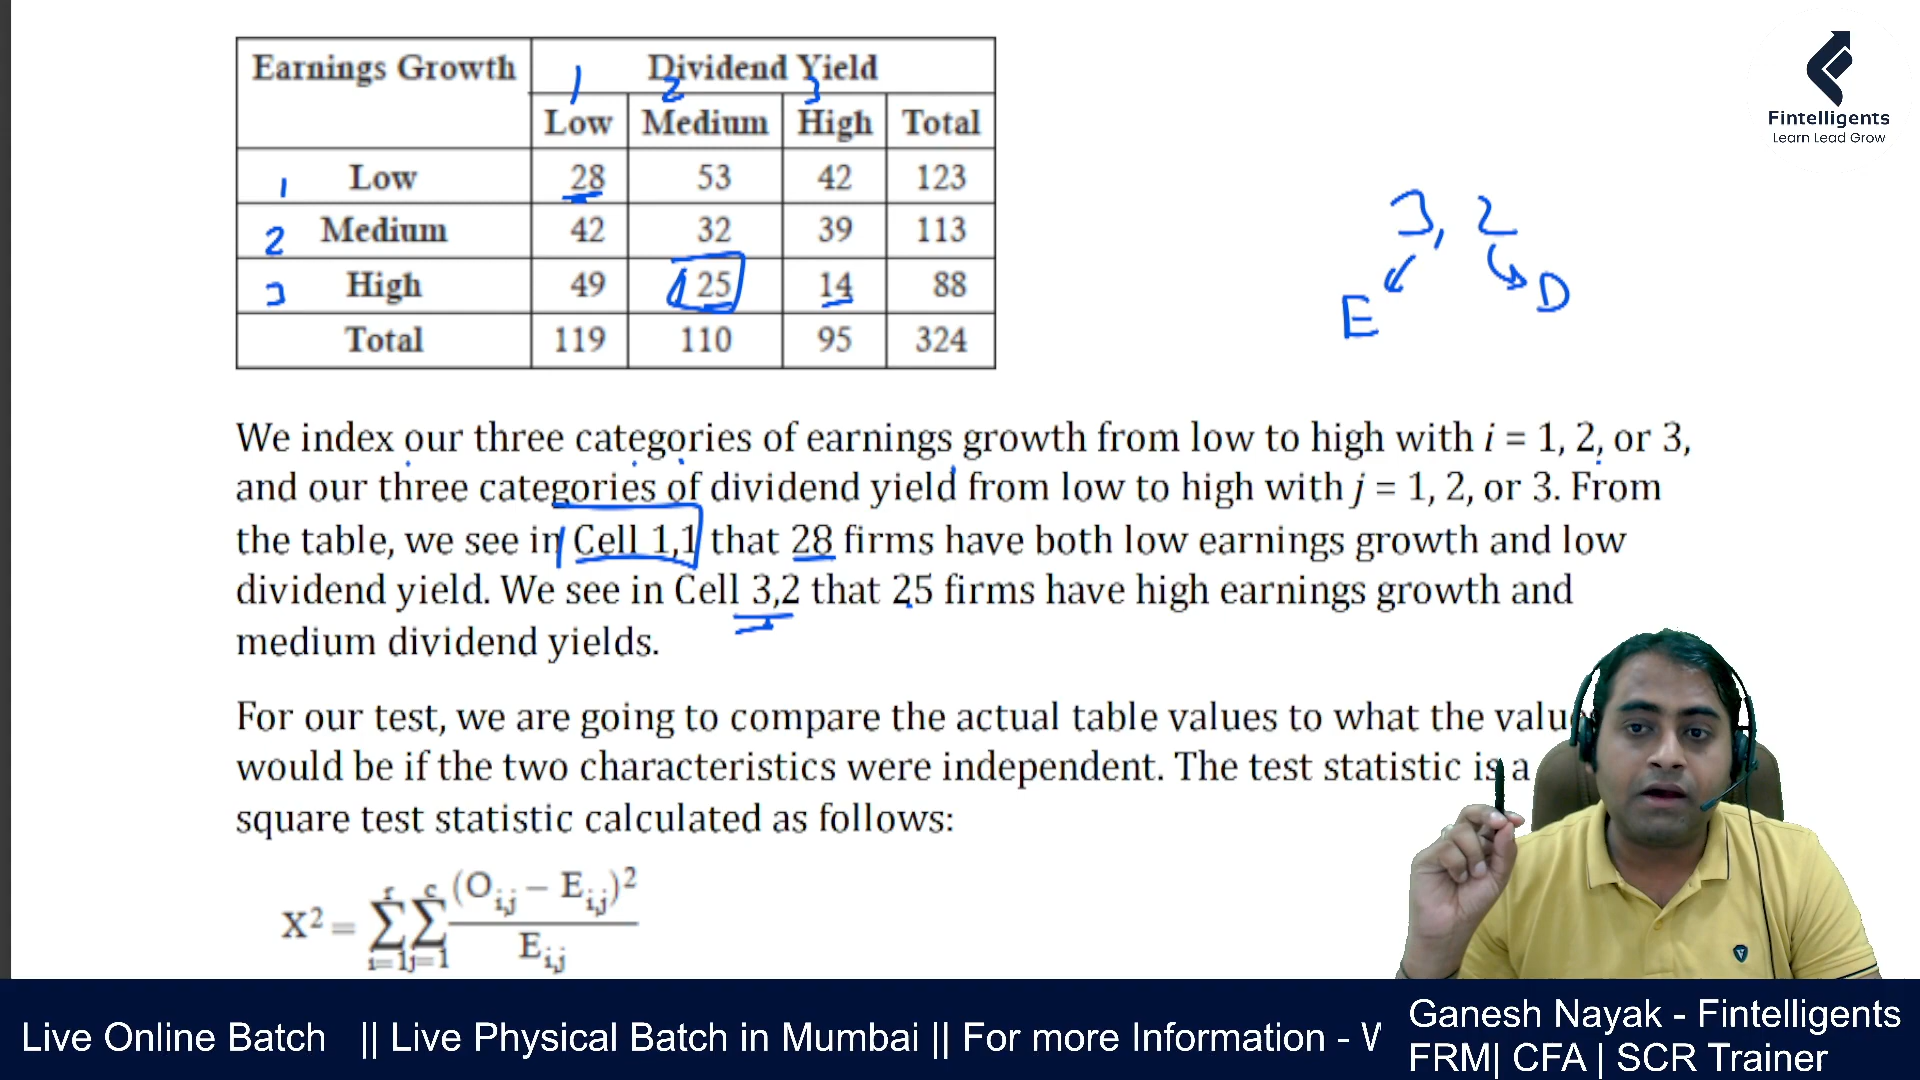 Earnings Growth Dividend Yield
1 2 3
Low Medium High Total
1 Low 28 53 42 123
2 Medium 42 32 39 113
3 High 49 25 14 88
Total 119 110 95 324
Fintelligents
Learn Lead Grow
3, 2
E D
We index our three categories of earnings growth from low to high with i = 1, 2, or 3,
and our three categories of dividend yield from low to high with j = 1, 2, or 3. From
the table, we see in Cell 1,1 that 28 firms have both low earnings growth and low
dividend yield. We see in Cell 3,2 that 25 firms have high earnings growth and
medium dividend yields.
For our test, we are going to compare the actual table values to what the valu
would be if the two characteristics were independent. The test statistic is a
square test statistic calculated as follows:
X² = r∑i=1 c∑j=1 (Oi,j − Ei,j)² / Ei,j
Live Online Batch || Live Physical Batch in Mumbai || For more Information - W
Ganesh Nayak - Fintelligents
FRM| CFA | SCR Trainer